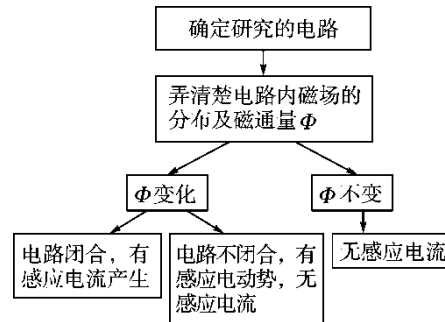 确定研究的电路
弄清楚电路内磁场的
分布及磁通量Φ
Φ变化
Φ不变
电路闭合，有
感应电流产生
电路不闭合，有
感应电动势，无
感应电流
无感应电流